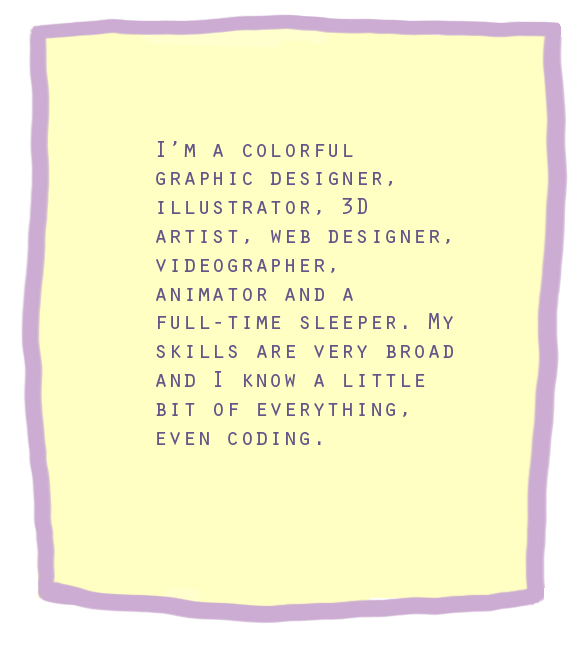 I'm a colorful
graphic designer,
illustrator, 3D
artist, web designer,
videographer,
animator and a
full-time sleeper. My
skills are very broad
and I know a little
bit of everything,
even coding.